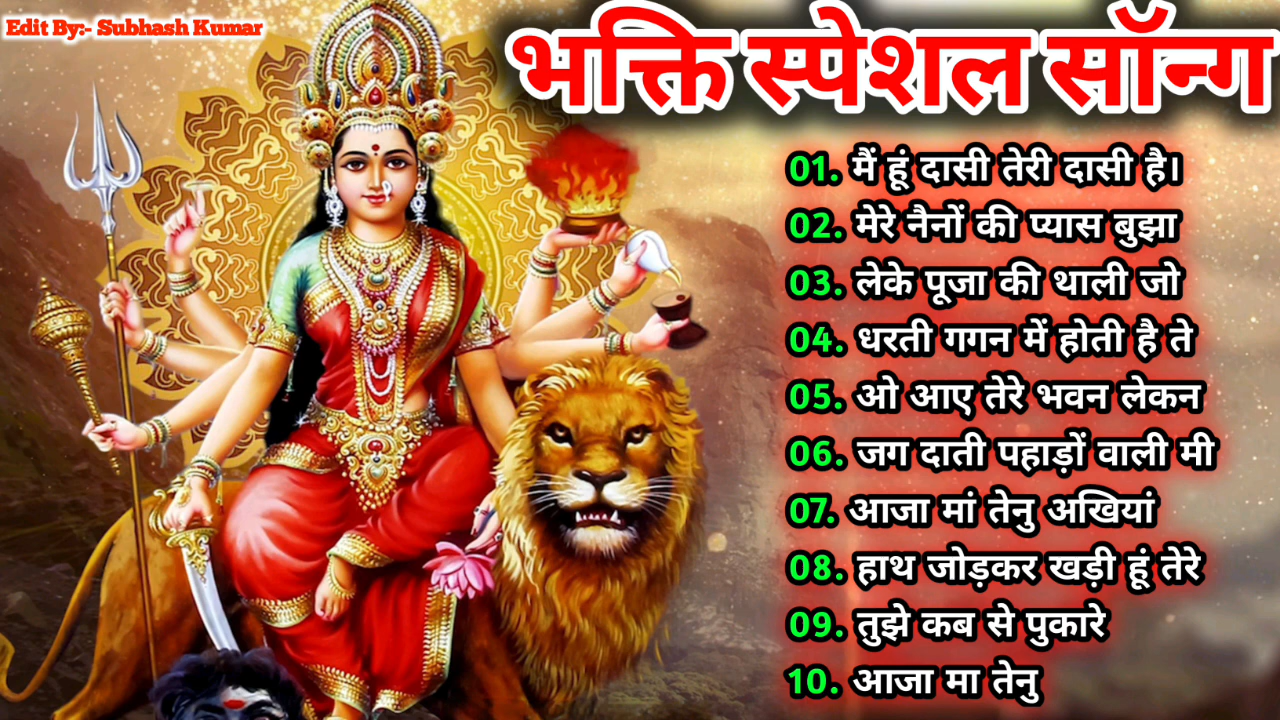 Edit By:- Subhash Kumar
भक्ति स्पेशल सॉन्ग
01. मैं हूं दासी तेरी दासी है।
02. मेरे नैनों की प्यास बुझा
03. लेके पूजा की थाली जो
04. धरती गगन में होती है ते
05. ओ आए तेरे भवन लेकन
06. जग दाती पहाड़ों वाली मी
07. आजा मां तेनु अखियां
08. हाथ जोड़कर खड़ी हूं तेरे
09. तुझे कब से पुकारे
10. आजा मा तेनु